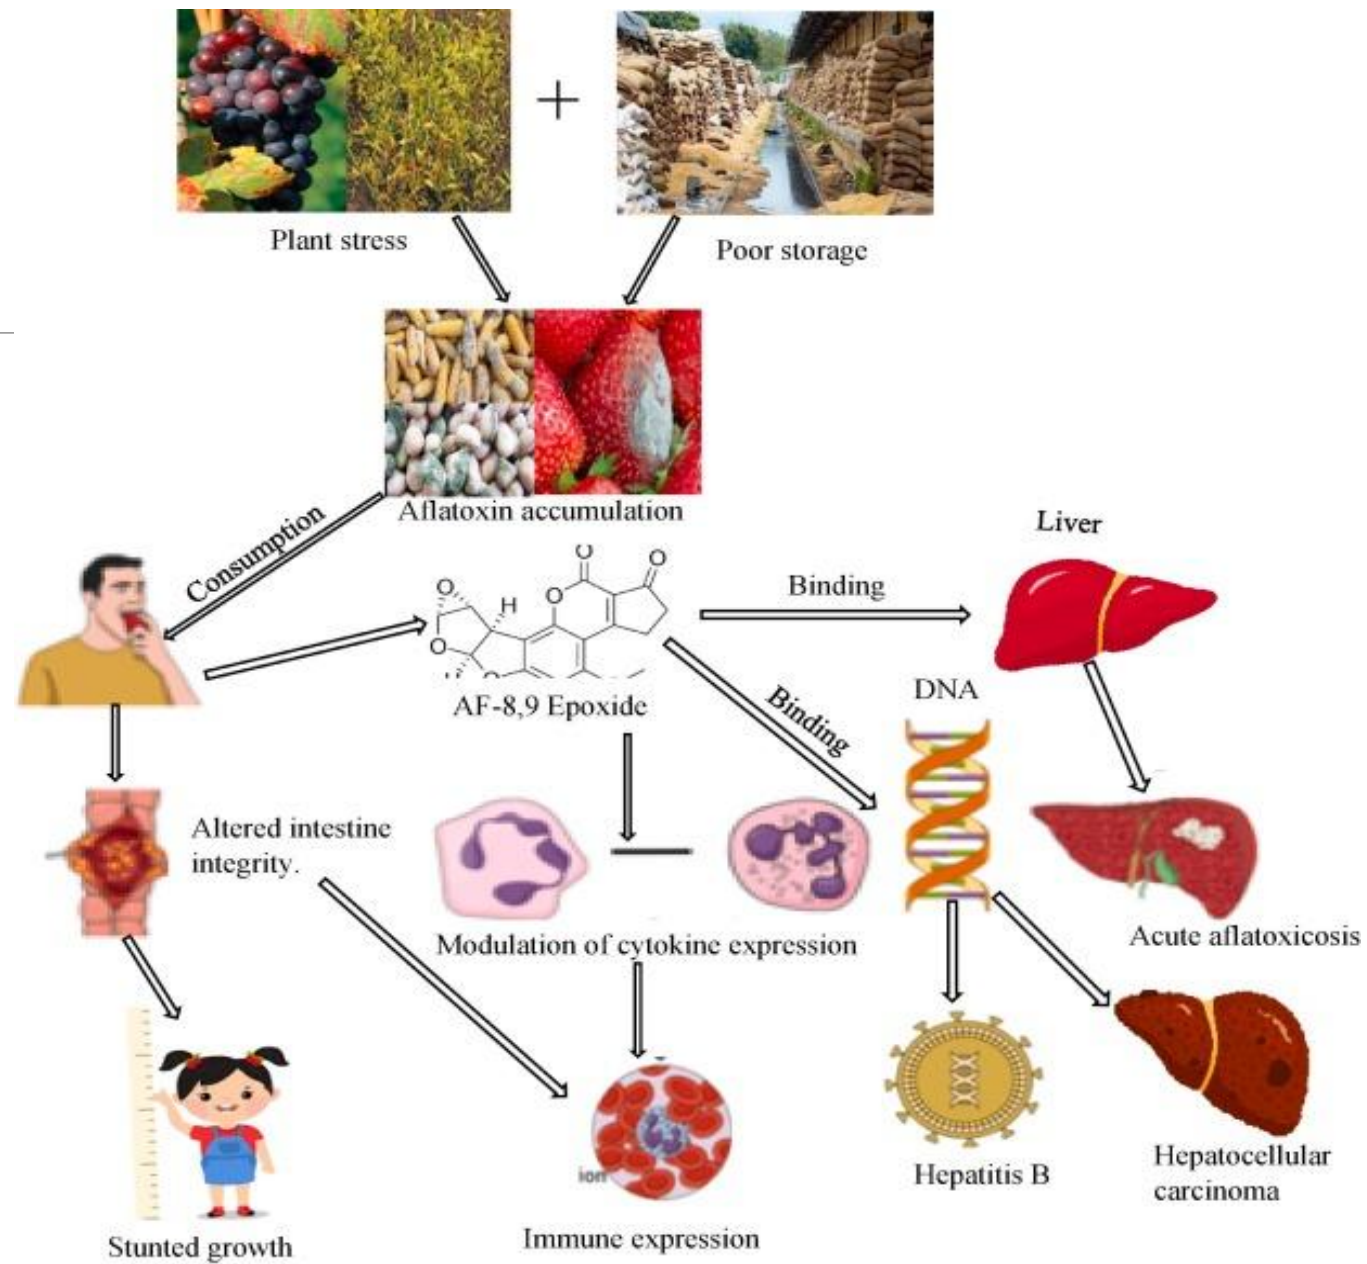 Plant stress
Poor storage
Aflatoxin accumulation
Consumption
Liver
Binding
O
O
O
O
H
O
O
AF-8,9 Epoxide
Binding
DNA
Altered intestine
integrity.
Modulation of cytokine expression
Acute aflatoxicosis
ion
Hepatitis B
Hepatocellular
carcinoma
Stunted growth
Immune expression